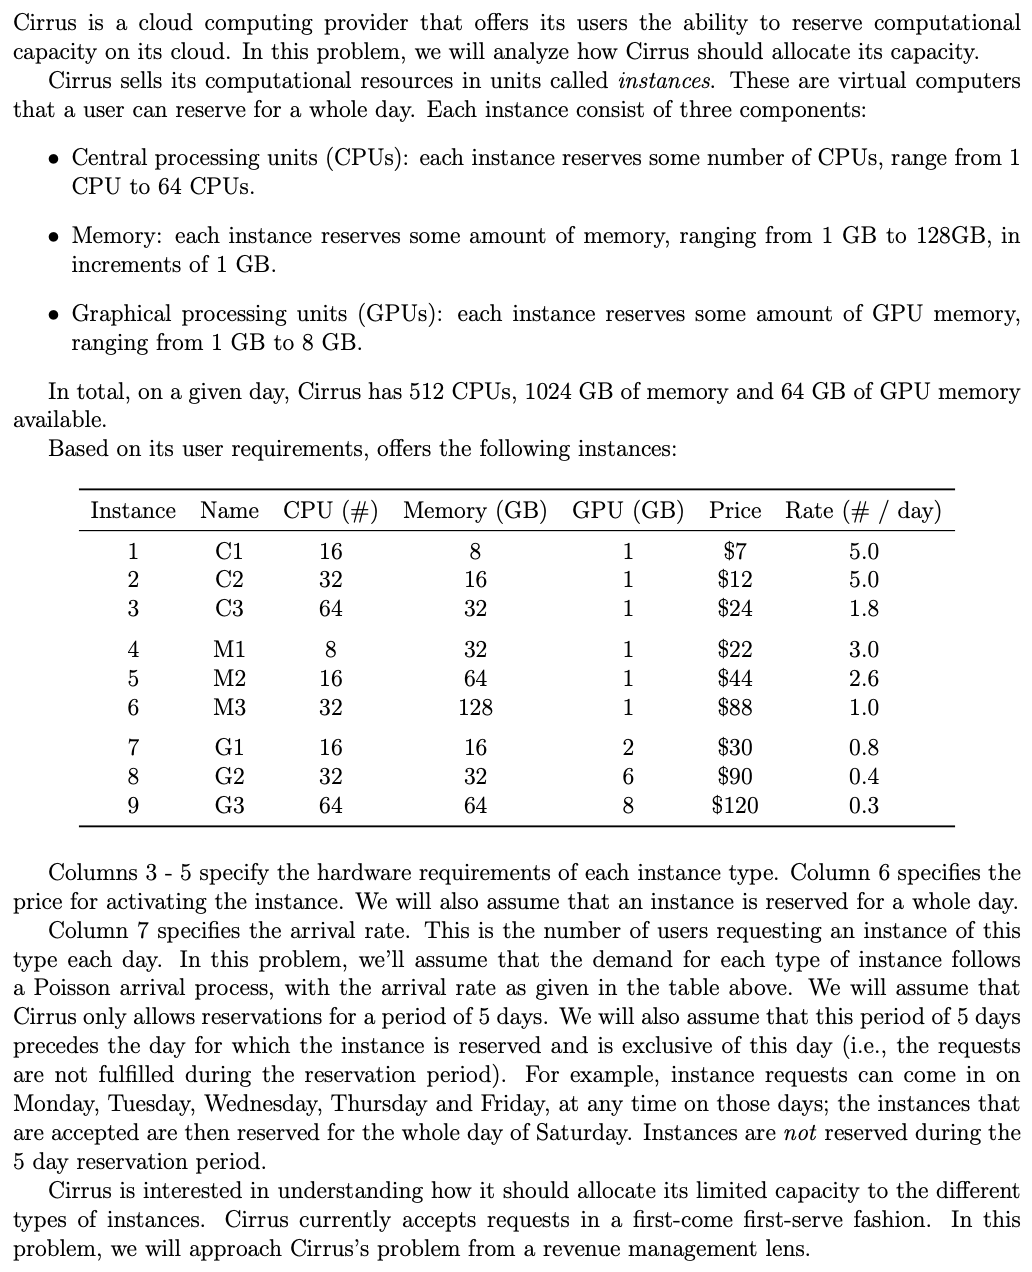 Cirrus is a cloud computing provider that offers its users the ability to reserve computational
capacity on its cloud. In this problem, we will analyze how Cirrus should allocate its capacity.
Cirrus sells its computational resources in units called instances. These are virtual computers
that a user can reserve for a whole day. Each instance consist of three components:
• Central processing units (CPUs): each instance reserves some number of CPUs, range from 1
CPU to 64 CPUs.
• Memory: each instance reserves some amount of memory, ranging from 1 GB to 128GB, in
increments of 1 GB.
• Graphical processing units (GPUs): each instance reserves some amount of GPU memory,
ranging from 1 GB to 8 GB.
In total, on a given day, Cirrus has 512 CPUs, 1024 GB of memory and 64 GB of GPU memory
available.
Based on its user requirements, offers the following instances:
Instance Name CPU (#) Memory (GB) GPU (GB) Price Rate (# / day)
1 C1 16 8 1 $7 5.0
2 C2 32 16 1 $12 5.0
3 C3 64 32 1 $24 1.8
4 M1 8 32 1 $22 3.0
5 M2 16 64 1 $44 2.6
6 M3 32 128 1 $88 1.0
7 G1 16 16 2 $30 0.8
8 G2 32 32 6 $90 0.4
9 G3 64 64 8 $120 0.3
Columns 3 - 5 specify the hardware requirements of each instance type. Column 6 specifies the
price for activating the instance. We will also assume that an instance is reserved for a whole day.
Column 7 specifies the arrival rate. This is the number of users requesting an instance of this
type each day. In this problem, we'll assume that the demand for each type of instance follows
a Poisson arrival process, with the arrival rate as given in the table above. We will assume that
Cirrus only allows reservations for a period of 5 days. We will also assume that this period of 5 days
precedes the day for which the instance is reserved and is exclusive of this day (i.e., the requests
are not fulfilled during the reservation period). For example, instance requests can come in on
Monday, Tuesday, Wednesday, Thursday and Friday, at any time on those days; the instances that
are accepted are then reserved for the whole day of Saturday. Instances are not reserved during the
5 day reservation period.
Cirrus is interested in understanding how it should allocate its limited capacity to the different
types of instances. Cirrus currently accepts requests in a first-come first-serve fashion. In this
problem, we will approach Cirrus's problem from a revenue management lens.